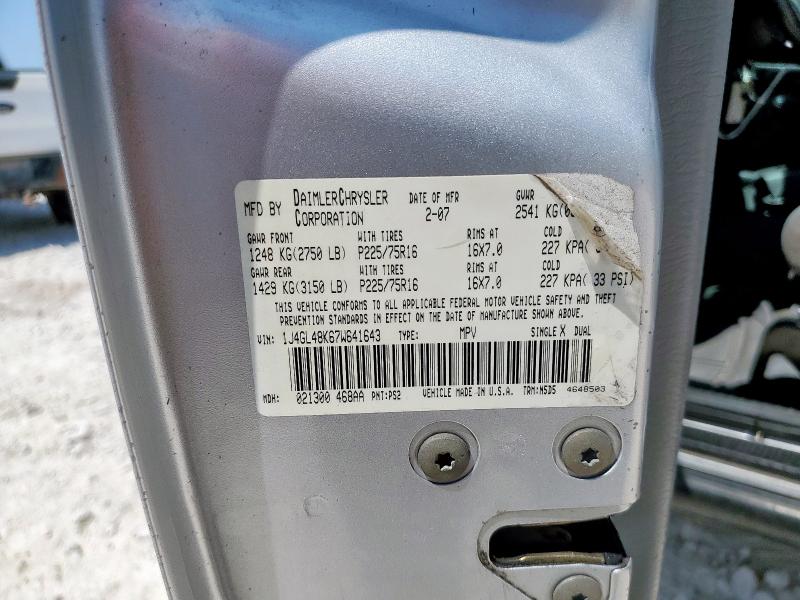 MFD BY DAIMLERCHRYSLER CORPORATION DATE OF MFR 2-07 GVWR 2541 KG(
GAWR FRONT WITH TIRES RIMS AT COLD
1248 KG(2750 LB) P225/75R16 16X7.0 227 KPA(
GAWR REAR WITH TIRES RIMS AT COLD
1429 KG(3150 LB) P225/75R16 16X7.0 227 KPA( 33 PSI)
THIS VEHICLE CONFORMS TO ALL APPLICABLE FEDERAL MOTOR VEHICLE SAFETY AND THEFT
PREVENTION STANDARDS IN EFFECT ON THE DATE OF MANUFACTURE SHOWN ABOVE.
VIN: 1J4GL48K67W641643 TYPE: MPV SINGLE X DUAL
MDH: 021300 468AA PNT:PS2 VEHICLE MADE IN U.S.A. TRM:N5D5 4648503